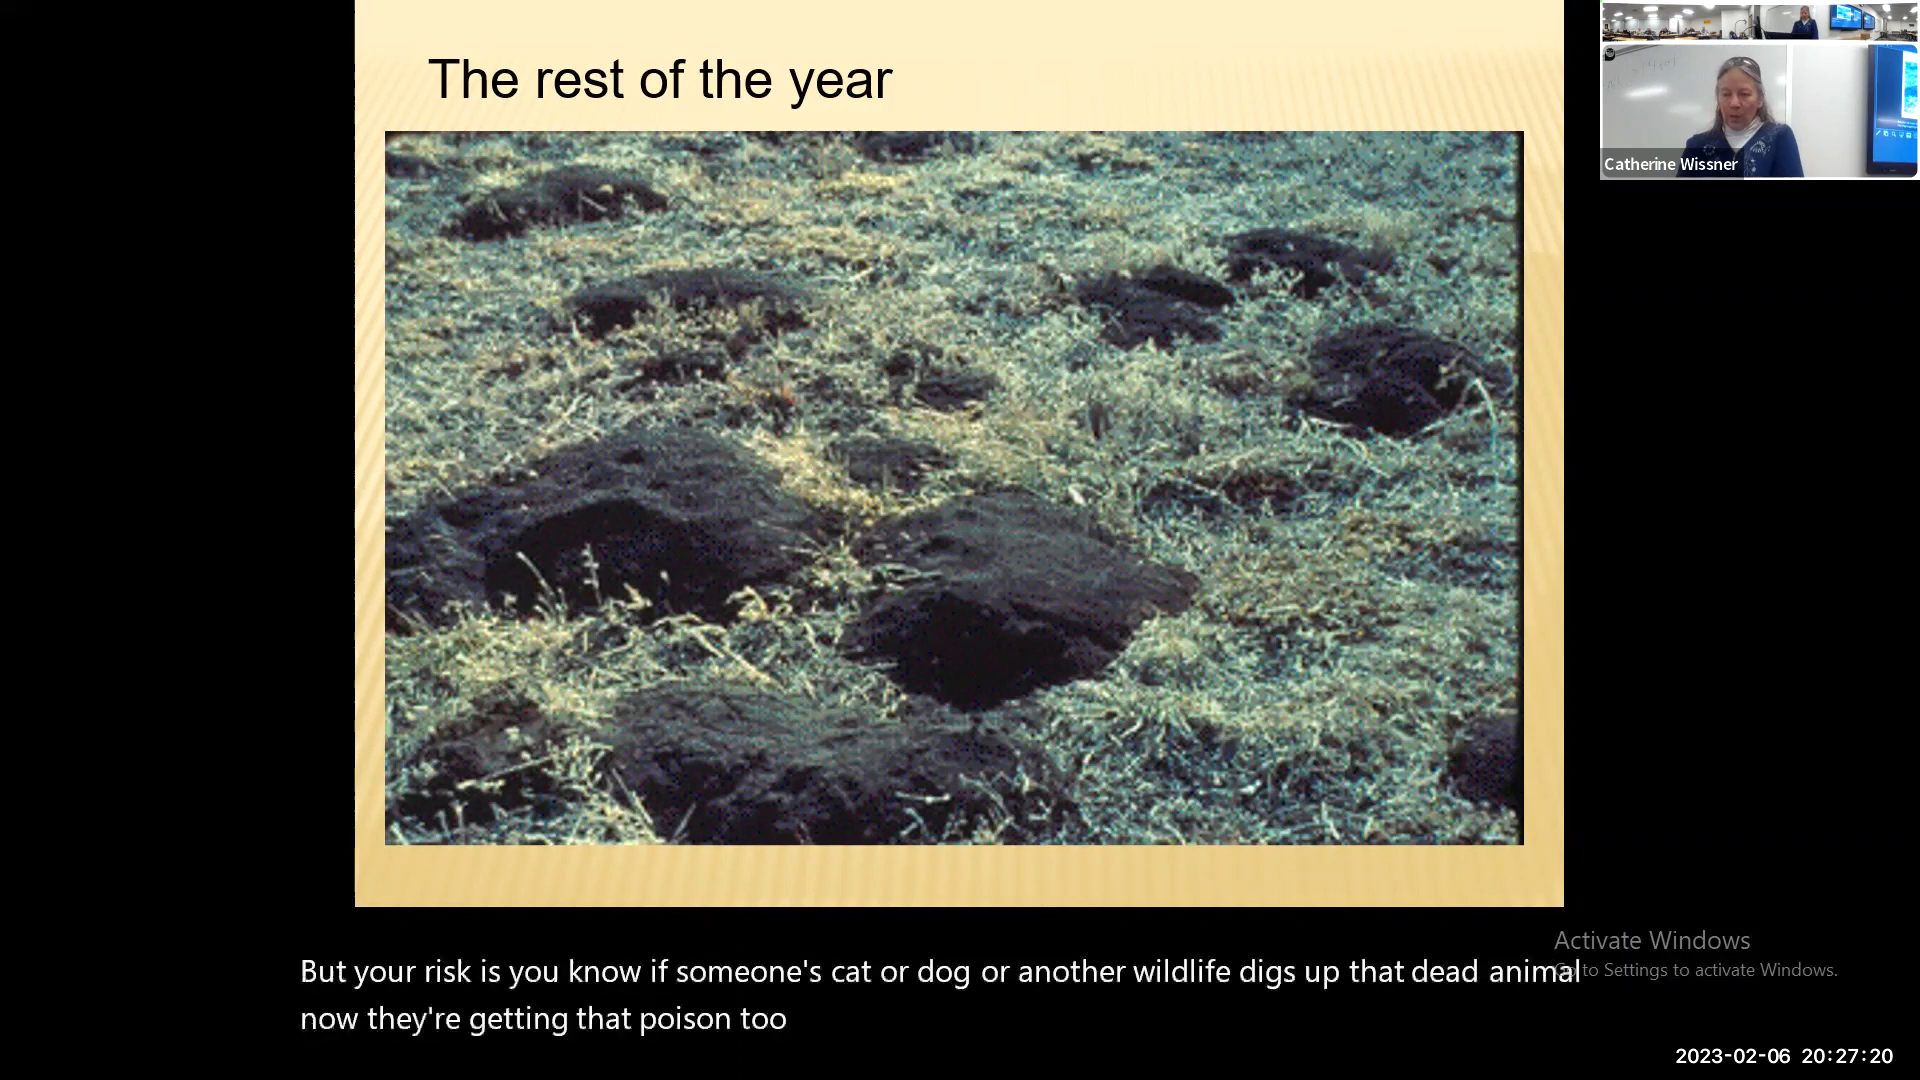 The rest of the year
Catherine Wissner
Activate Windows
Go to Settings to activate Windows.
But your risk is you know if someone's cat or dog or another wildlife digs up that dead animal
now they're getting that poison too
2023-02-06 20:27:20